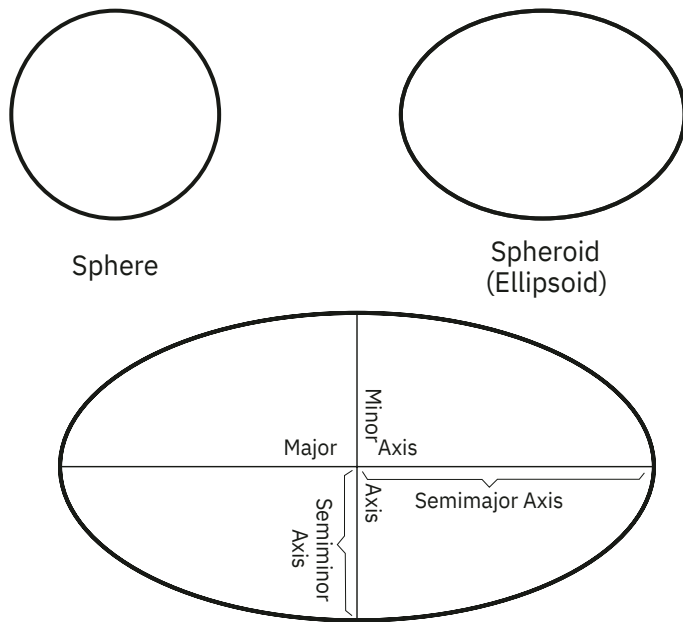 Sphere
Spheroid
(Ellipsoid)
Minor
Major
Axis
Axis
Semimajor Axis
Semiminor
Axis